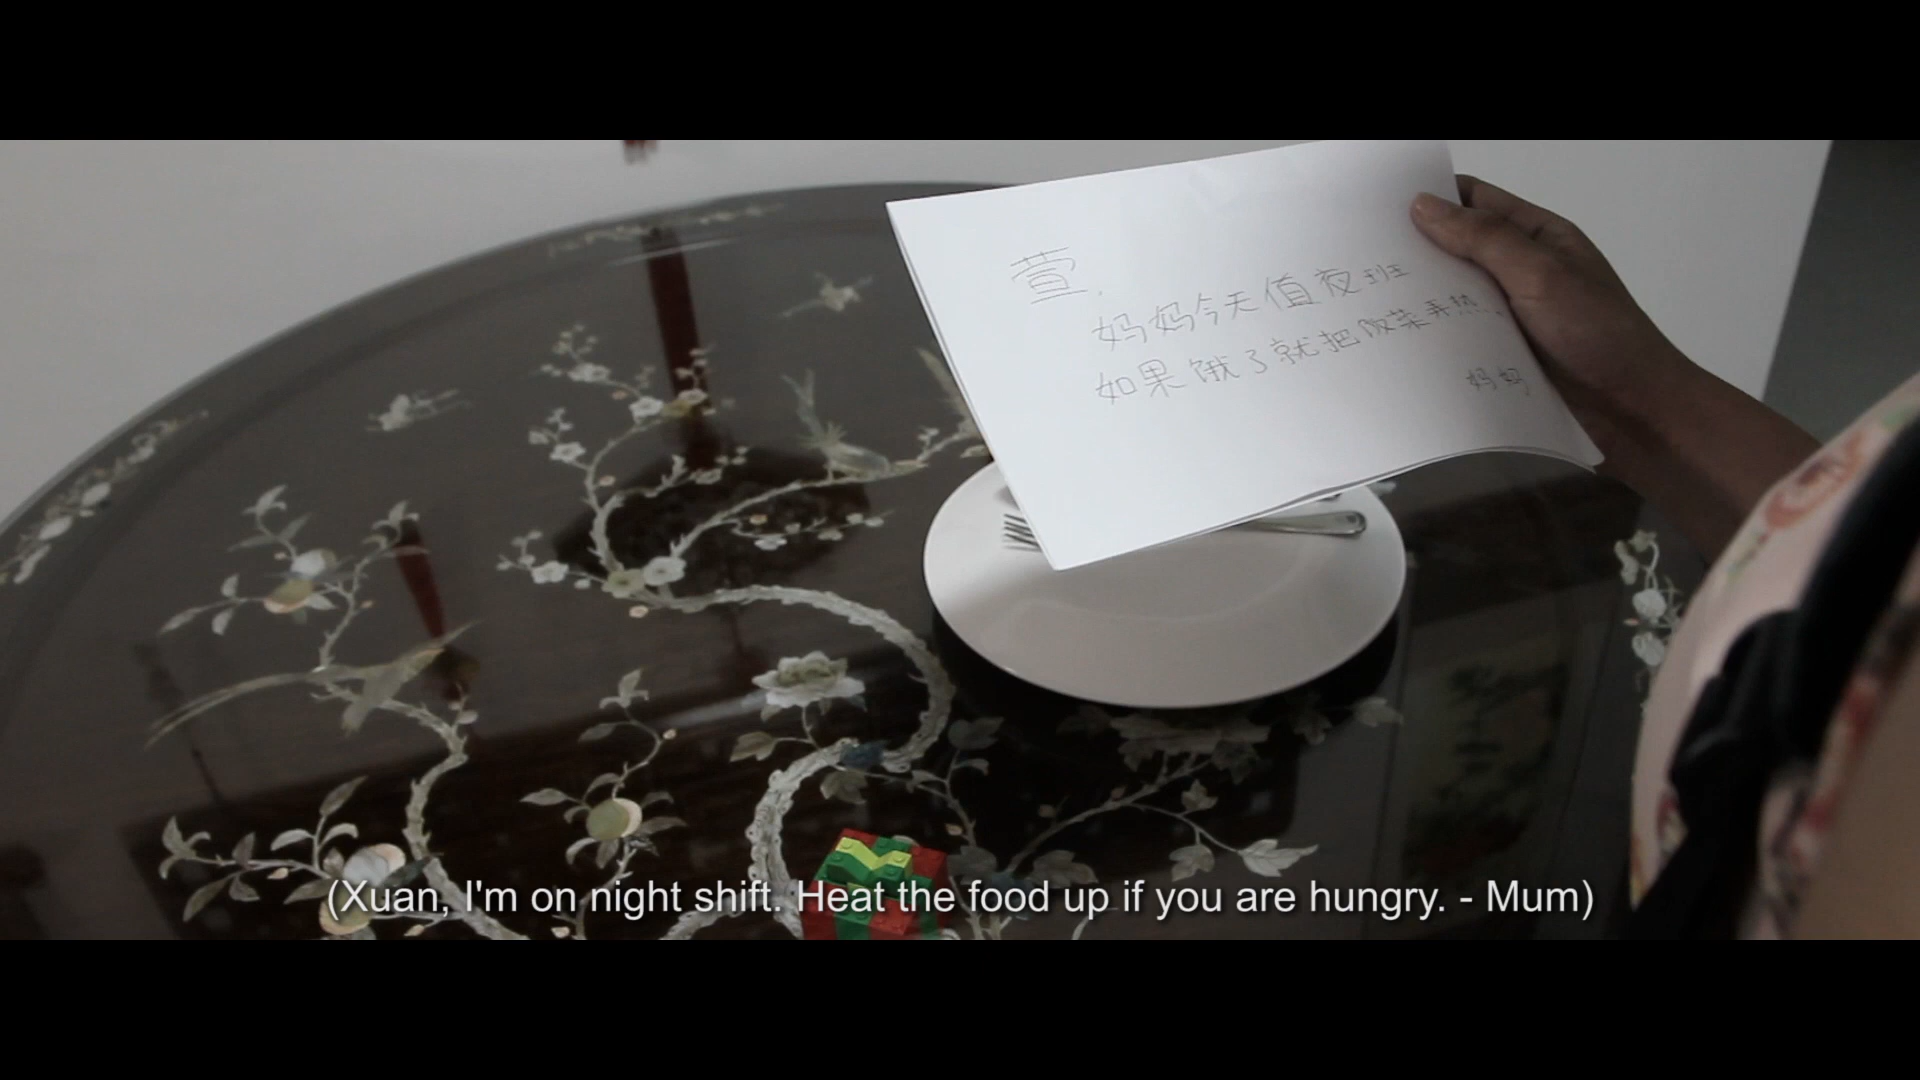 萱.
妈妈今天值夜班
如果饿了就把饭菜弄热.
妈妈
(Xuan, I'm on night shift. Heat the food up if you are hungry. - Mum)